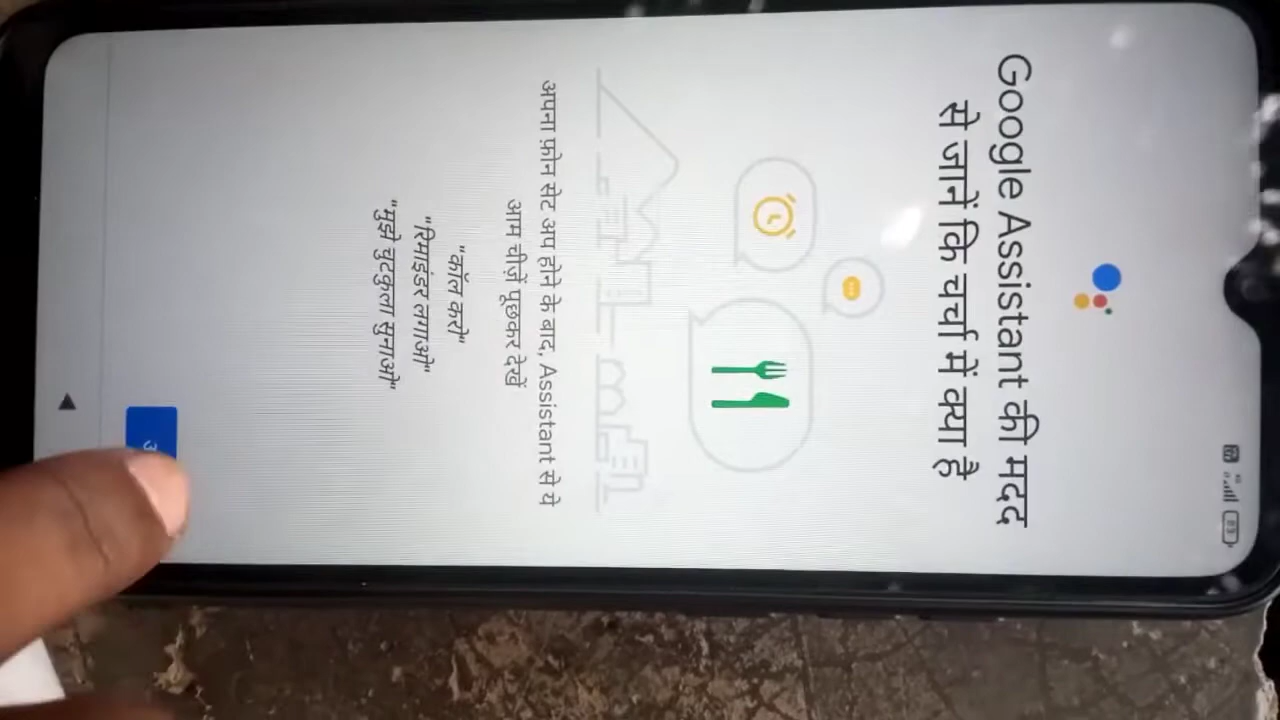 Google Assistant की मदद
से जानें कि चर्चा में क्या है
अपना फ़ोन सेट अप होने के बाद, Assistant से ये
आम चीज़ें पूछकर देखें
"कॉल करो"
"रिमाइंडर लगाओ"
"मुझे चुटकुला सुनाओ"